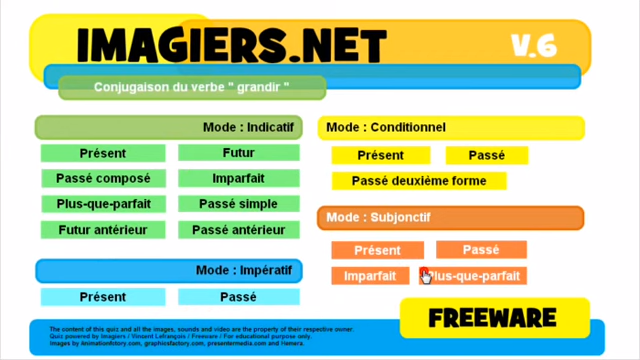 IMAGIERS.NET
V.6
Conjugaison du verbe " grandir "
Mode : Indicatif
Présent
Futur
Passé composé
Imparfait
Plus-que-parfait
Passé simple
Futur antérieur
Passé antérieur
Mode : Impératif
Présent
Passé
Mode : Conditionnel
Présent
Passé
Passé deuxième forme
Mode : Subjonctif
Présent
Passé
Imparfait
Plus-que-parfait
FREEWARE
The content of this quiz and all the images, sounds and video are the property of their respective owner.
Quiz powered by Imagiers / Vincent Lefrançois / Freeware / For educational purpose only.
Images by Animationfctory.com, graphicsfactory.com, presentermedia.com and Hemera.